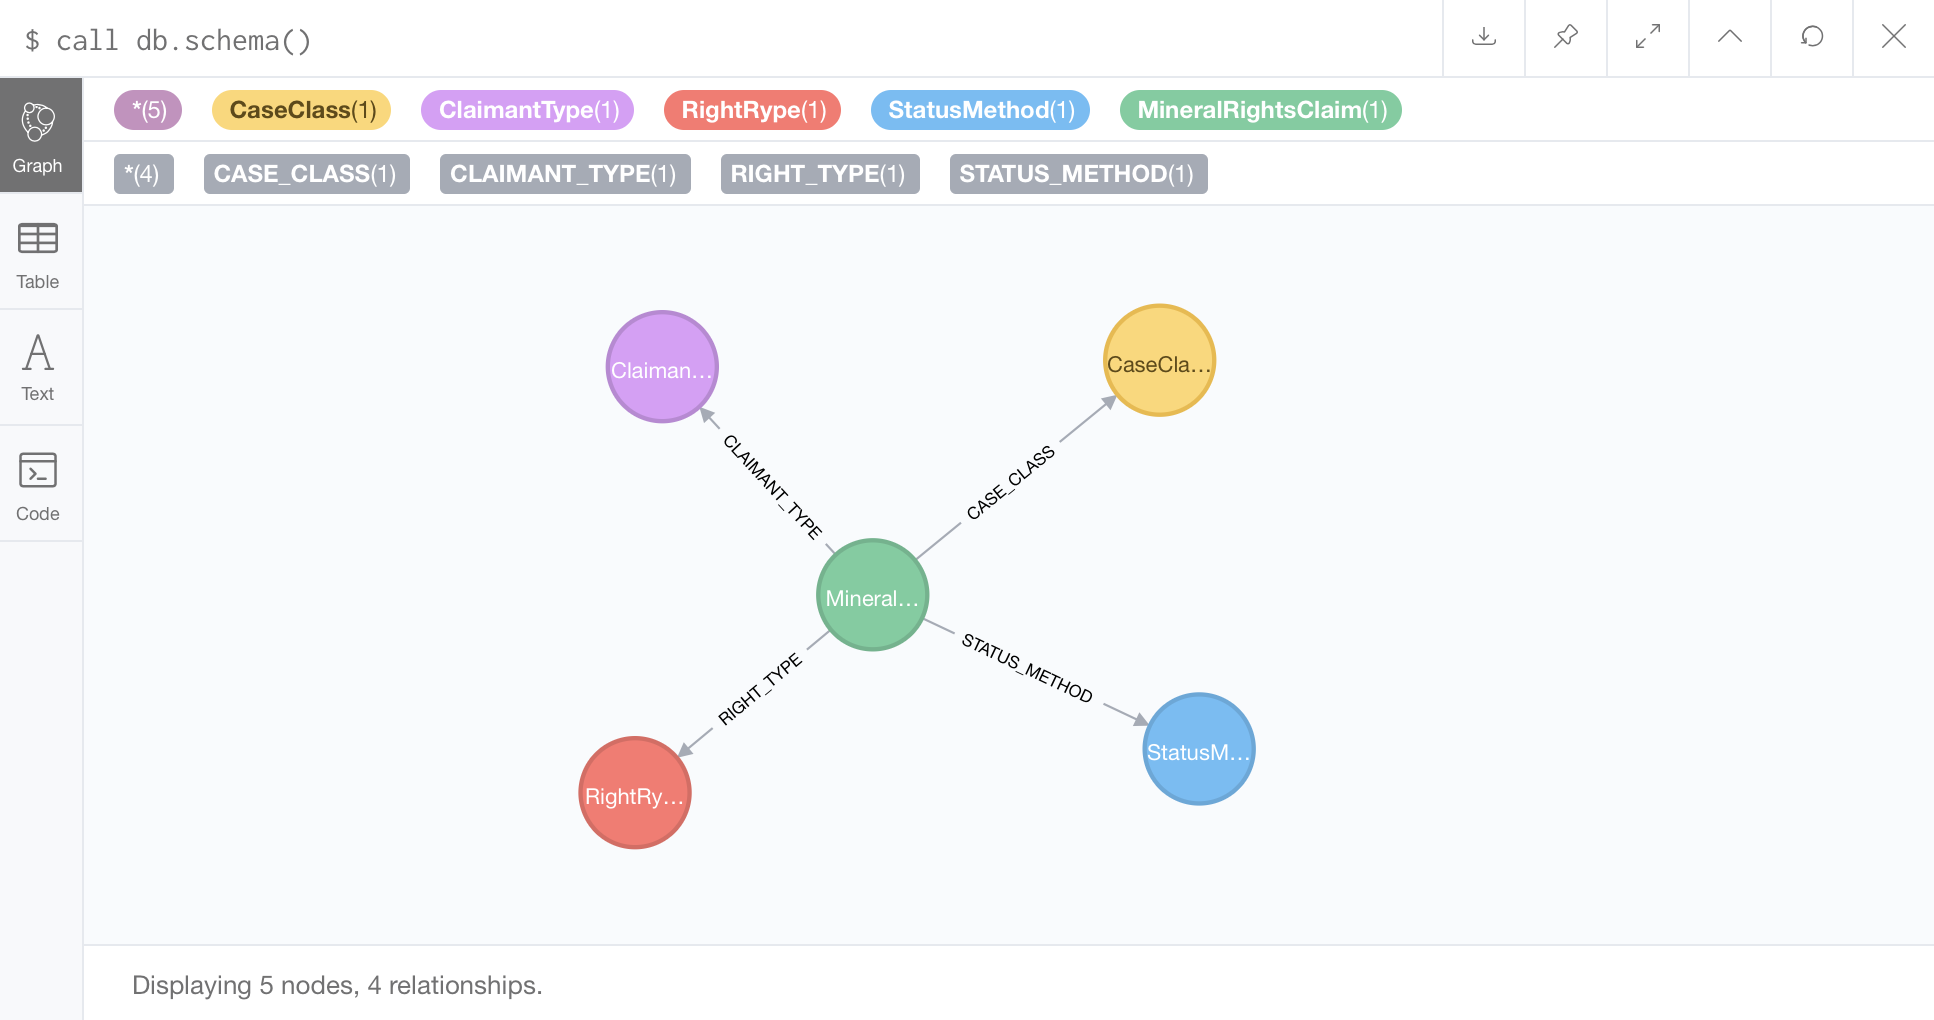 $ call db.schema()
*(5) CaseClass(1) ClaimantType(1) RightRype(1) StatusMethod(1) MineralRightsClaim(1)
*(4) CASE_CLASS(1) CLAIMANT_TYPE(1) RIGHT_TYPE(1) STATUS_METHOD(1)
Graph
Table
Text
Code
Claiman...
CaseCla...
CLAIMANT_TYPE
CASE_CLASS
Mineral...
RIGHT_TYPE
STATUS_METHOD
RightRy...
StatusM...
Displaying 5 nodes, 4 relationships.